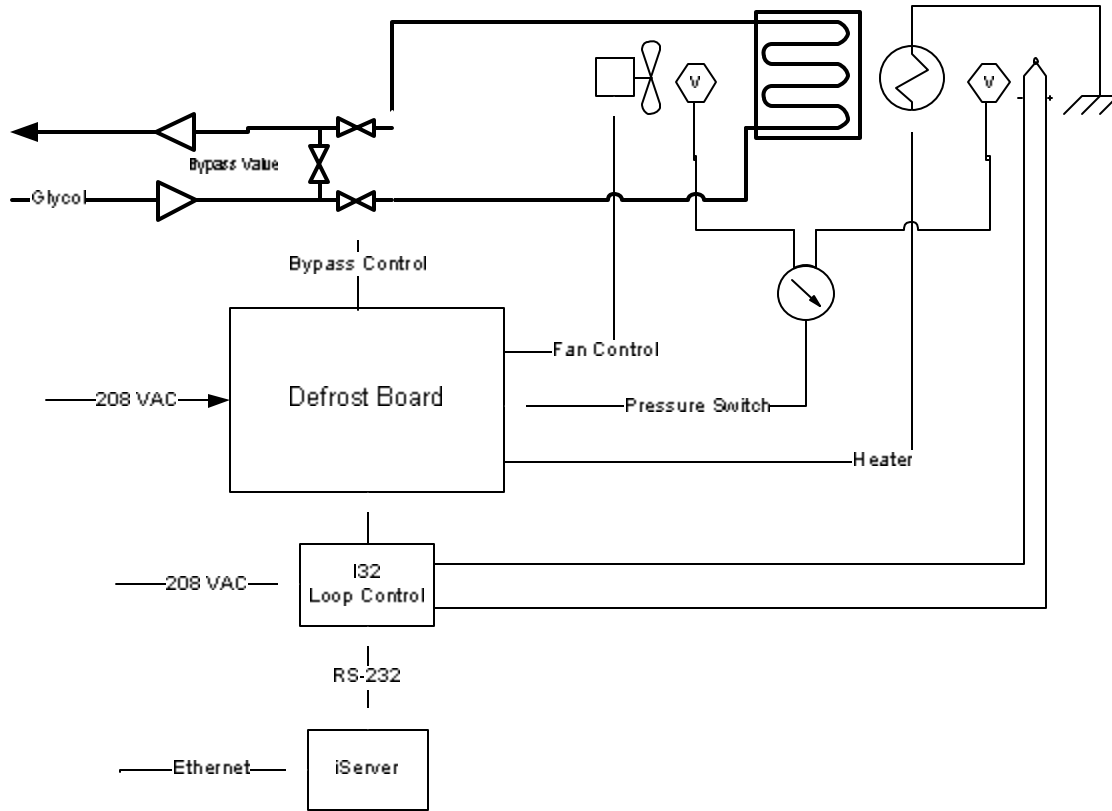 V
V
Bypass Value
Glycol
Bypass Control
Fan Control
208 VAC
Defrost Board
Pressure Switch
Heater
208 VAC
I32
Loop Control
RS-232
Ethernet
iServer